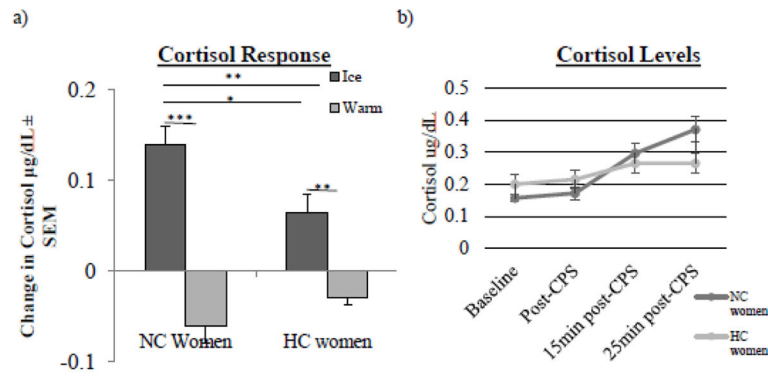 a)
Cortisol Response
**
*
***
**
Ice
Warm
Change in Cortisol µg/dL ±
SEM
0.2
0.1
0
-0.1
NC Women
HC women
b)
Cortisol Levels
Cortisol ug/dL
0.5
0.4
0.3
0.2
0.1
0
Baseline
Post-CPS
15min post-CPS
25min post-CPS
NC
women
HC
women